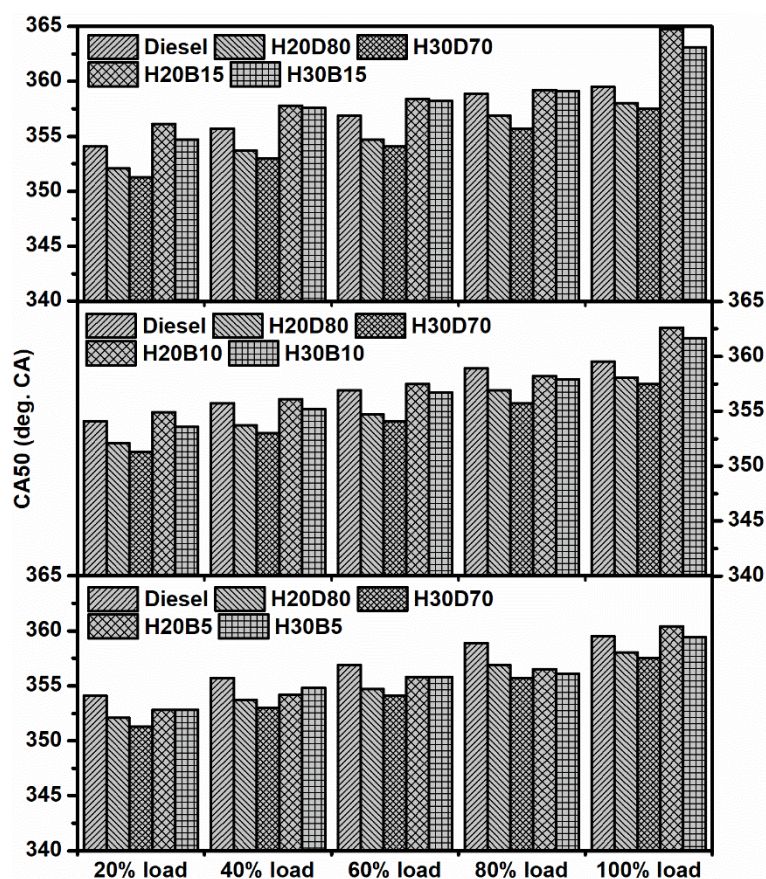 365
Diesel H20D80 H30D70
360
H20B15 H30B15
355
350
345
340
365
Diesel H20D80 H30D70
H20B10 H30B10
360
355
350
345
CA50 (deg. CA)
365
340
Diesel H20D80 H30D70
H20B5 H30B5
360
355
350
345
340
20% load 40% load 60% load 80% load 100% load